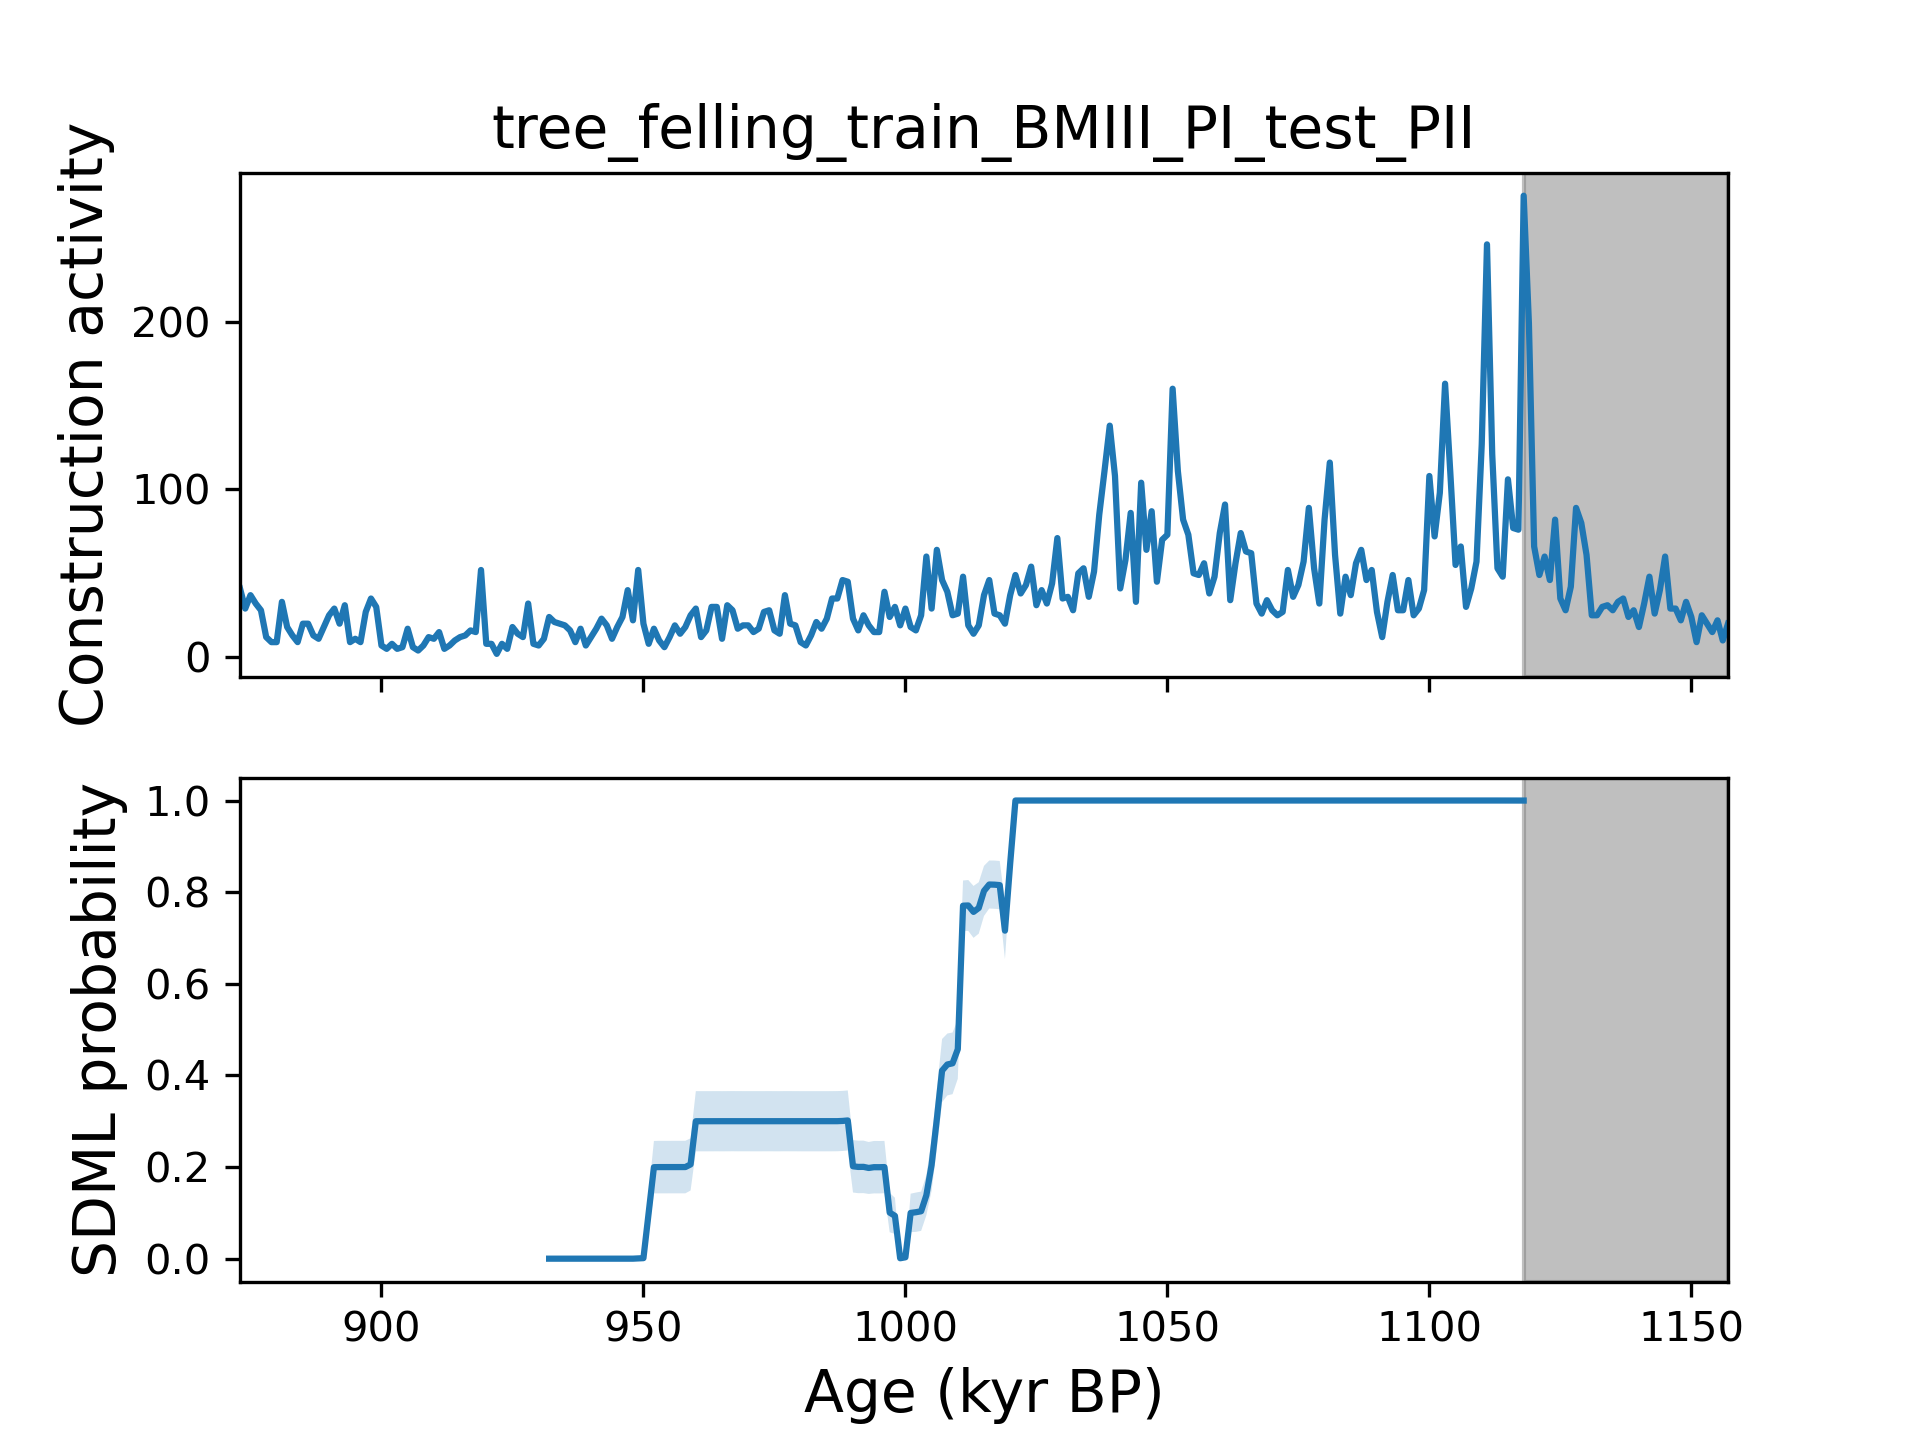 tree_felling_train_BMIII_PI_test_PII
Construction activity
200
100
0
SDML probability
1.0
0.8
0.6
0.4
0.2
0.0
900 950 1000 1050 1100 1150
Age (kyr BP)